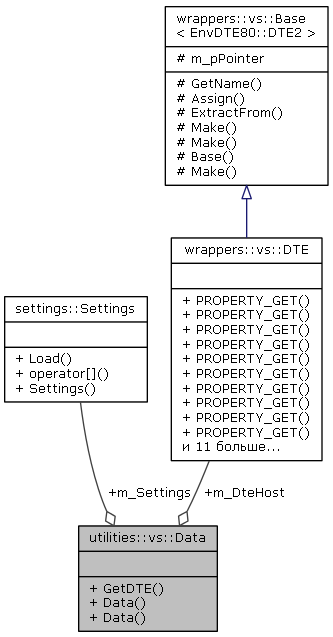 wrappers::vs::Base
< EnvDTE80::DTE2 >
# m_pPointer
# GetName()
# Assign()
# ExtractFrom()
# Make()
# Make()
# Base()
# Make()
wrappers::vs::DTE
+ PROPERTY_GET()
+ PROPERTY_GET()
+ PROPERTY_GET()
+ PROPERTY_GET()
+ PROPERTY_GET()
+ PROPERTY_GET()
+ PROPERTY_GET()
+ PROPERTY_GET()
+ PROPERTY_GET()
+ PROPERTY_GET()
и 11 больше...
settings::Settings
+ Load()
+ operator[]()
+ Settings()
+m_Settings
+m_DteHost
utilities::vs::Data
+ GetDTE()
+ Data()
+ Data()